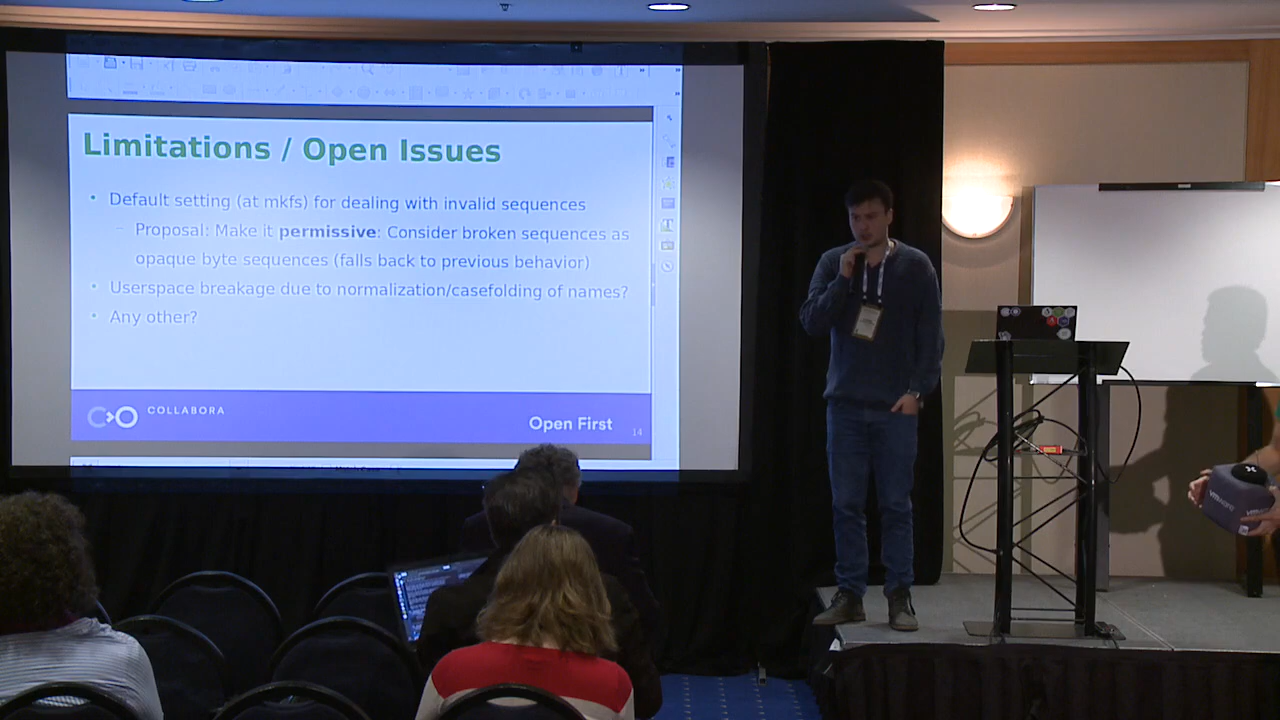 Limitations / Open Issues
• Default setting (at mkfs) for dealing with invalid sequences
– Proposal: Make it permissive: Consider broken sequences as
opaque byte sequences (falls back to previous behavior)
• Userspace breakage due to normalization/casefolding of names?
• Any other?
COLLABORA
Open First
14
vmware